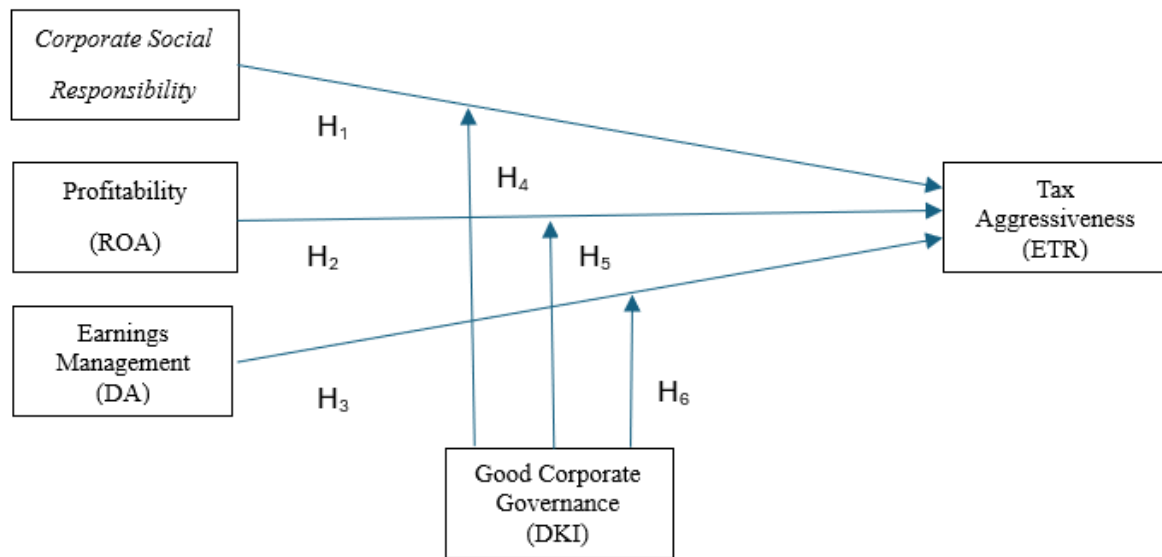 Corporate Social
Responsibility
H₁
Profitability
(ROA)
H₂
Earnings
Management
(DA)
H₃
H₄
H₅
H₆
Tax
Aggressiveness
(ETR)
Good Corporate
Governance
(DKI)